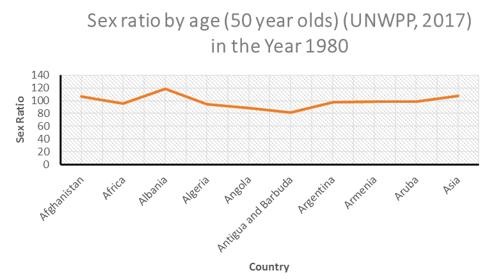 Sex ratio by age (50 year olds) (UNWPP, 2017)
in the Year 1980
140
120
100
80
60
40
20
0
Sex Ratio
Afghanistan
Africa
Albania
Algeria
Angola
Antigua and Barbuda
Argentina
Armenia
Aruba
Asia
Country